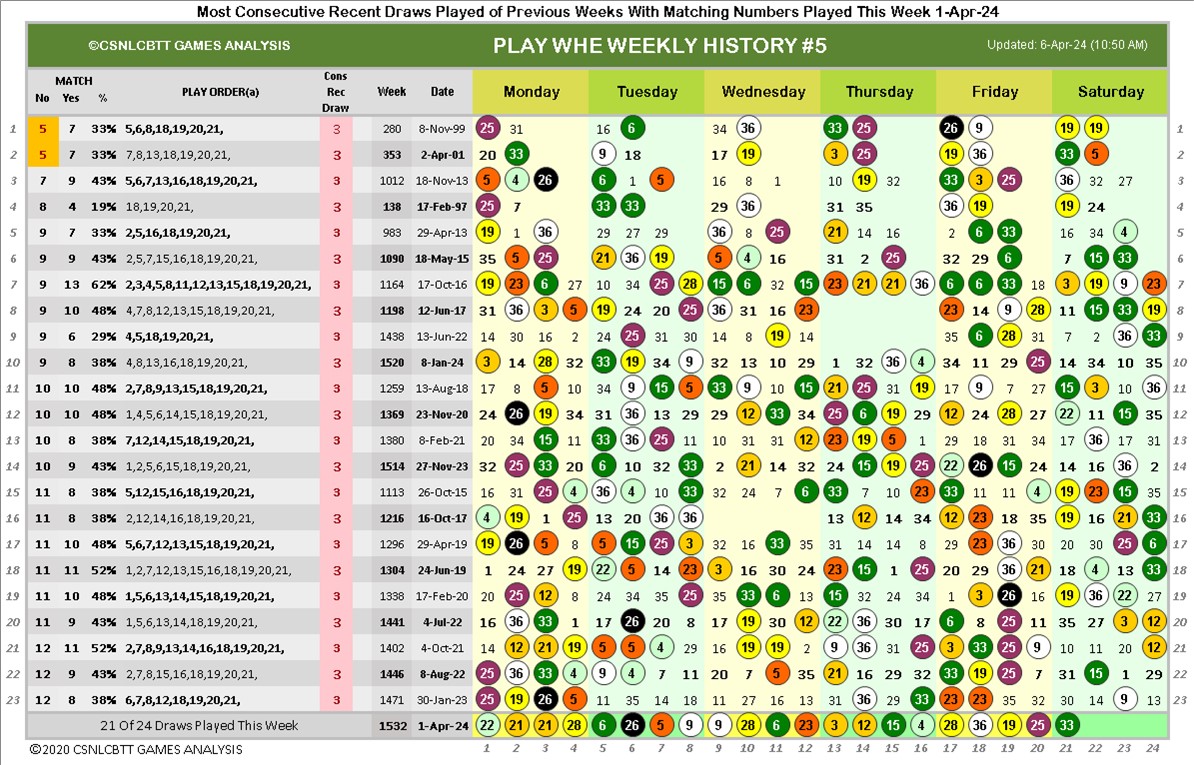 Most Consecutive Recent Draws Played of Previous Weeks With Matching Numbers Played This Week 1-Apr-24
©CSNLCBTT GAMES ANALYSIS PLAY WHE WEEKLY HISTORY #5 Updated: 6-Apr-24 (10:50 AM)
No MATCH Yes % PLAY ORDER(a) Cons Rec Draw Week Date Monday Tuesday Wednesday Thursday Friday Saturday
1 5 7 33% 5,6,8,18,19,20,21, 3 280 8-Nov-99 25 31 16 6 34 36 33 25 26 9 19 19 1
2 5 7 33% 7,8,13,18,19,20,21, 3 353 2-Apr-01 20 33 9 18 17 19 3 25 19 36 33 5 2
3 7 9 43% 5,6,7,13,16,18,19,20,21, 3 1012 18-Nov-13 5 4 26 6 1 5 16 8 1 10 19 32 33 3 25 36 32 27 3
4 8 4 19% 18,19,20,21, 3 138 17-Feb-97 25 7 33 33 29 36 31 35 36 19 19 24 4
5 9 7 33% 2,5,16,18,19,20,21, 3 983 29-Apr-13 19 1 36 29 27 29 36 8 25 21 14 16 2 6 33 16 34 4 5
6 9 9 43% 2,5,7,15,16,18,19,20,21, 3 1090 18-May-15 35 5 25 21 36 19 5 4 16 31 2 25 32 29 6 7 15 33 6
7 9 13 62% 2,3,4,5,8,11,12,13,15,18,19,20,21, 3 1164 17-Oct-16 19 23 6 27 10 34 25 28 15 6 32 15 23 21 21 36 6 6 33 18 3 19 9 23 7
8 9 10 48% 4,7,8,12,13,15,18,19,20,21, 3 1198 12-Jun-17 31 36 3 5 19 24 20 25 36 31 16 23 23 14 9 28 11 15 33 19 8
9 9 6 29% 4,5,18,19,20,21, 3 1438 13-Jun-22 14 30 16 2 24 25 31 30 14 8 19 14 35 6 28 31 7 2 36 33 9
10 9 8 38% 4,8,13,16,18,19,20,21, 3 1520 8-Jan-24 3 14 28 32 33 19 34 9 32 13 10 29 1 32 36 4 34 11 29 25 14 34 10 35 10
11 10 10 48% 2,7,8,9,13,15,18,19,20,21, 3 1259 13-Aug-18 17 8 5 10 34 9 15 5 33 9 10 15 21 25 31 19 17 9 7 27 15 3 10 36 11
12 10 10 48% 1,4,5,6,14,15,18,19,20,21, 3 1369 23-Nov-20 24 26 19 34 31 36 13 29 29 12 33 34 25 6 19 29 12 24 28 27 22 11 15 35 12
13 10 8 38% 7,12,14,15,18,19,20,21, 3 1380 8-Feb-21 20 34 15 11 33 36 25 11 10 31 31 12 23 19 5 1 29 18 31 34 17 36 17 31 13
14 10 9 43% 1,2,5,6,15,18,19,20,21, 3 1514 27-Nov-23 32 25 33 20 6 10 32 33 2 21 14 32 24 15 19 25 22 26 15 24 14 16 36 2 14
15 11 8 38% 5,12,15,16,18,19,20,21, 3 1113 26-Oct-15 16 31 25 4 36 4 10 33 32 24 7 6 33 7 10 23 33 11 11 4 19 23 15 35 15
16 11 8 38% 2,12,14,16,18,19,20,21, 3 1216 16-Oct-17 4 19 1 25 13 20 36 36 13 12 14 34 12 23 18 35 19 16 21 33 16
17 11 10 48% 5,6,7,12,13,15,18,19,20,21, 3 1296 29-Apr-19 19 26 5 8 5 15 25 3 32 16 33 35 31 14 14 8 29 23 36 30 20 30 25 6 17
18 11 11 52% 1,2,7,12,13,15,16,18,19,20,21, 3 1304 24-Jun-19 1 24 27 19 22 5 14 23 3 16 30 24 23 15 1 25 20 29 36 21 18 4 13 33 18
19 11 10 48% 1,5,6,13,14,15,18,19,20,21, 3 1338 17-Feb-20 20 25 12 8 24 34 35 25 35 33 6 13 15 32 24 34 1 3 26 16 19 36 22 27 19
20 11 9 43% 1,5,6,13,14,18,19,20,21, 3 1441 4-Jul-22 16 36 33 1 17 26 20 8 17 19 30 12 22 36 30 17 6 8 25 11 35 27 3 12 20
21 12 11 52% 2,7,8,9,13,14,16,18,19,20,21, 3 1402 4-Oct-21 14 12 21 19 5 5 4 29 16 19 19 2 9 36 31 25 3 33 25 9 10 11 20 12 21
22 12 9 43% 2,7,8,15,16,18,19,20,21, 3 1446 8-Aug-22 25 36 33 4 9 4 7 11 20 7 5 35 21 16 29 32 33 19 25 7 31 15 1 29 22
23 12 8 38% 6,7,8,12,18,19,20,21, 3 1471 30-Jan-23 25 19 26 5 11 35 14 18 11 27 16 13 31 36 29 33 23 23 35 32 30 10 9 13 23
21 Of 24 Draws Played This Week 1532 1-Apr-24 22 21 21 28 6 26 5 9 9 28 6 23 3 12 15 4 28 36 19 25 33
©2020 CSNLCBTT GAMES ANALYSIS 1 2 3 4 5 6 7 8 9 10 11 12 13 14 15 16 17 18 19 20 21 22 23 24